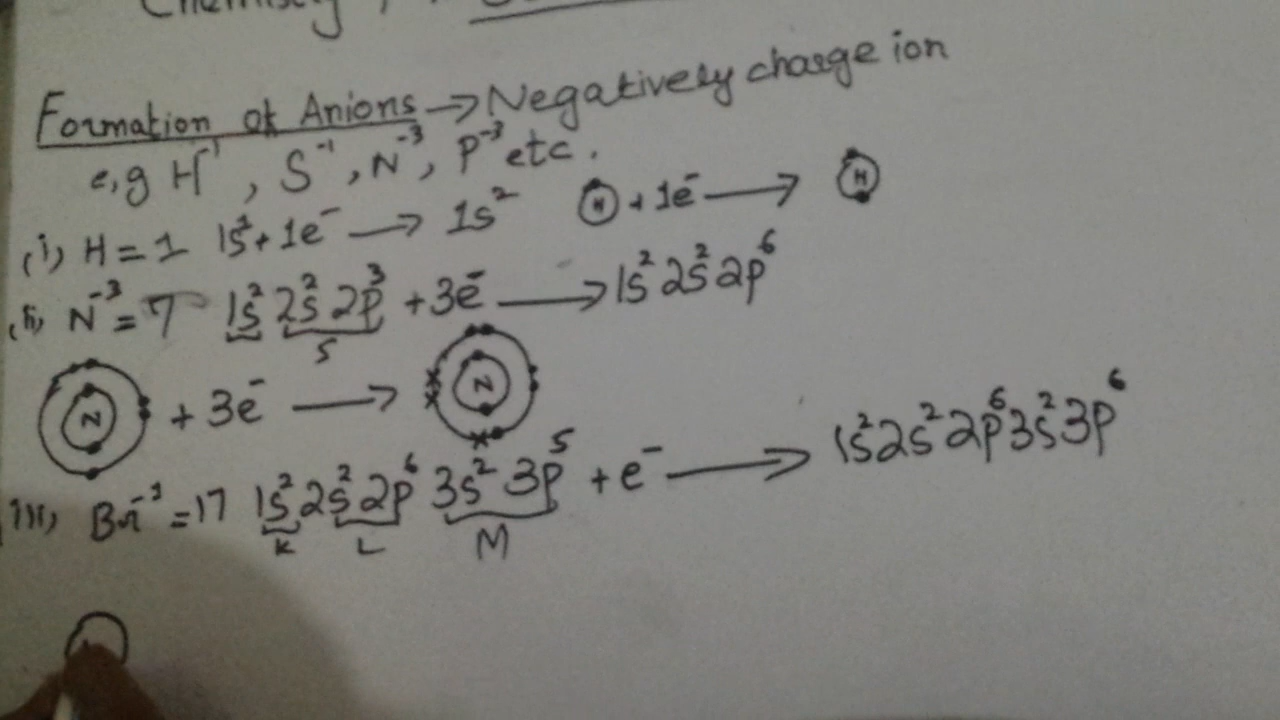 Chemistry
Formation of Anions → Negatively charge ion
e,g H⁻¹, S⁻¹, N⁻³, P⁻³ etc.
(i) H = 1 1s¹ + 1e⁻ → 1s² H + 1e⁻ → H
(ii) N⁻³ = 7 1s² 2s² 2p³ + 3e⁻ → 1s² 2s² 2p⁶
5
N + 3e⁻ → N
iii) Br⁻¹ = 17 1s² 2s² 2p⁶ 3s² 3p⁵ + e⁻ → 1s² 2s² 2p⁶ 3s² 3p⁶
K L M